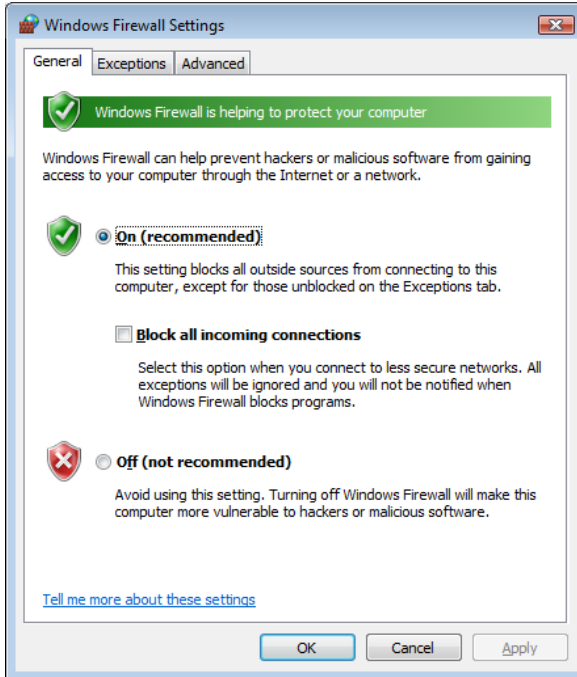 Windows Firewall Settings
General Exceptions Advanced
Windows Firewall is helping to protect your computer
Windows Firewall can help prevent hackers or malicious software from gaining
access to your computer through the Internet or a network.
On (recommended)
This setting blocks all outside sources from connecting to this
computer, except for those unblocked on the Exceptions tab.
Block all incoming connections
Select this option when you connect to less secure networks. All
exceptions will be ignored and you will not be notified when
Windows Firewall blocks programs.
Off (not recommended)
Avoid using this setting. Turning off Windows Firewall will make this
computer more vulnerable to hackers or malicious software.
Tell me more about these settings
OK Cancel Apply